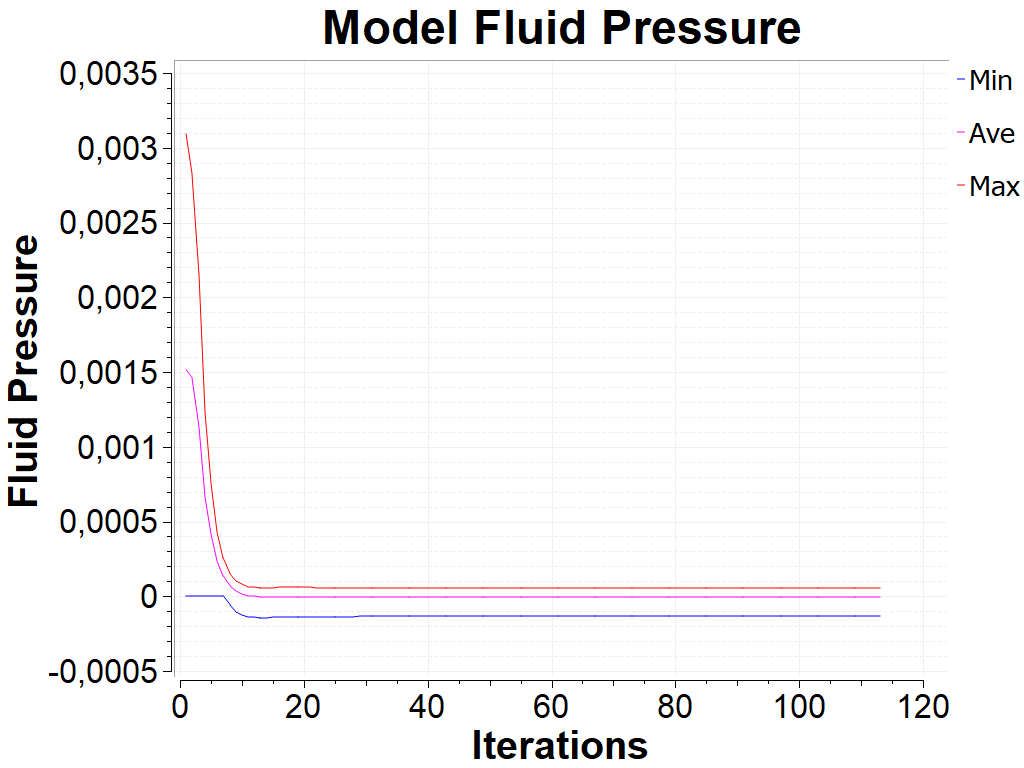 Model Fluid Pressure
0,0035
0,003
0,0025
0,002
0,0015
0,001
0,0005
0
-0,0005
Fluid Pressure
0 20 40 60 80 100 120
Iterations
Min
Ave
Max